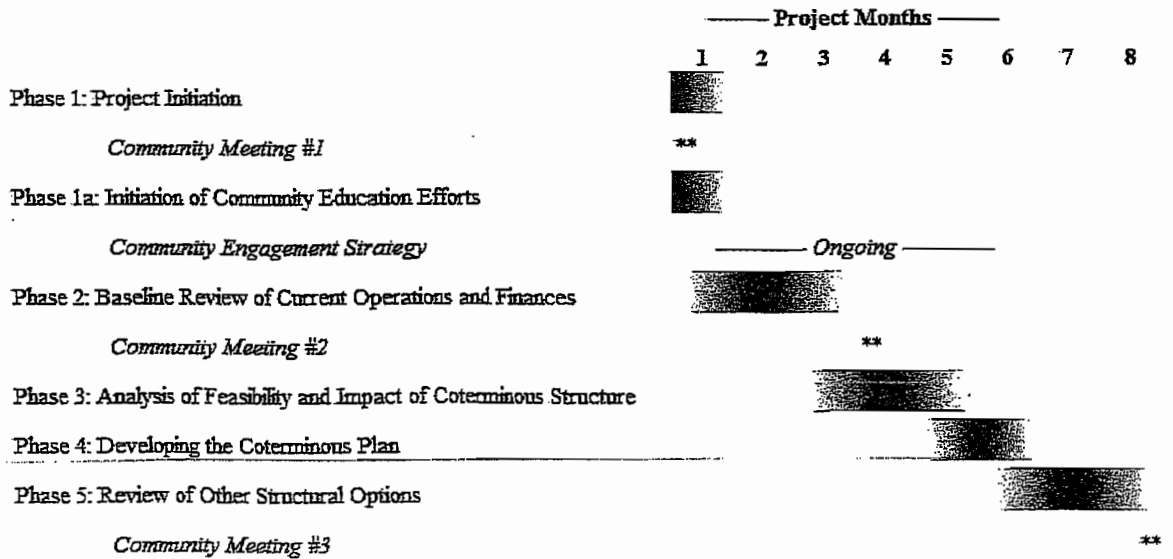 Project Months
1 2 3 4 5 6 7 8
Phase 1: Project Initiation
Community Meeting #1 **
Phase 1a: Initiation of Community Education Efforts
Community Engagement Strategy Ongoing
Phase 2: Baseline Review of Current Operations and Finances
Community Meeting #2 **
Phase 3: Analysis of Feasibility and Impact of Coterminous Structure
Phase 4: Developing the Coterminous Plan
Phase 5: Review of Other Structural Options
Community Meeting #3 **